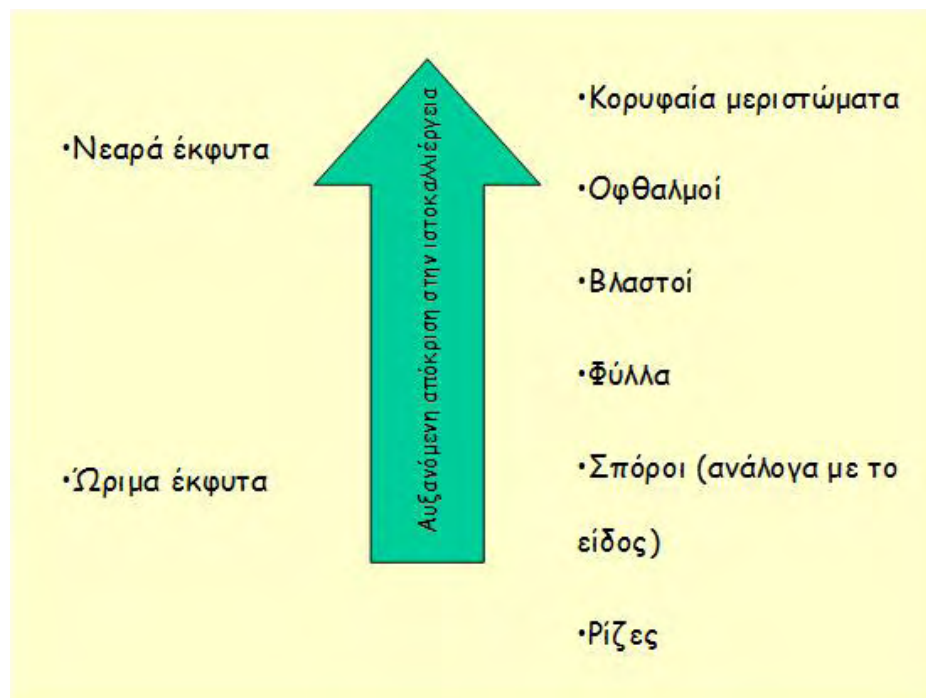 •Νεαρά έκφυτα
•Ώριμα έκφυτα
Αυξανόμενη απόκριση στην ιστοκαλλιέργεια
•Κορυφαία μεριστώματα
•Οφθαλμοί
•Βλαστοί
•Φύλλα
•Σπόροι (ανάλογα με το
είδος)
•Ρίζες